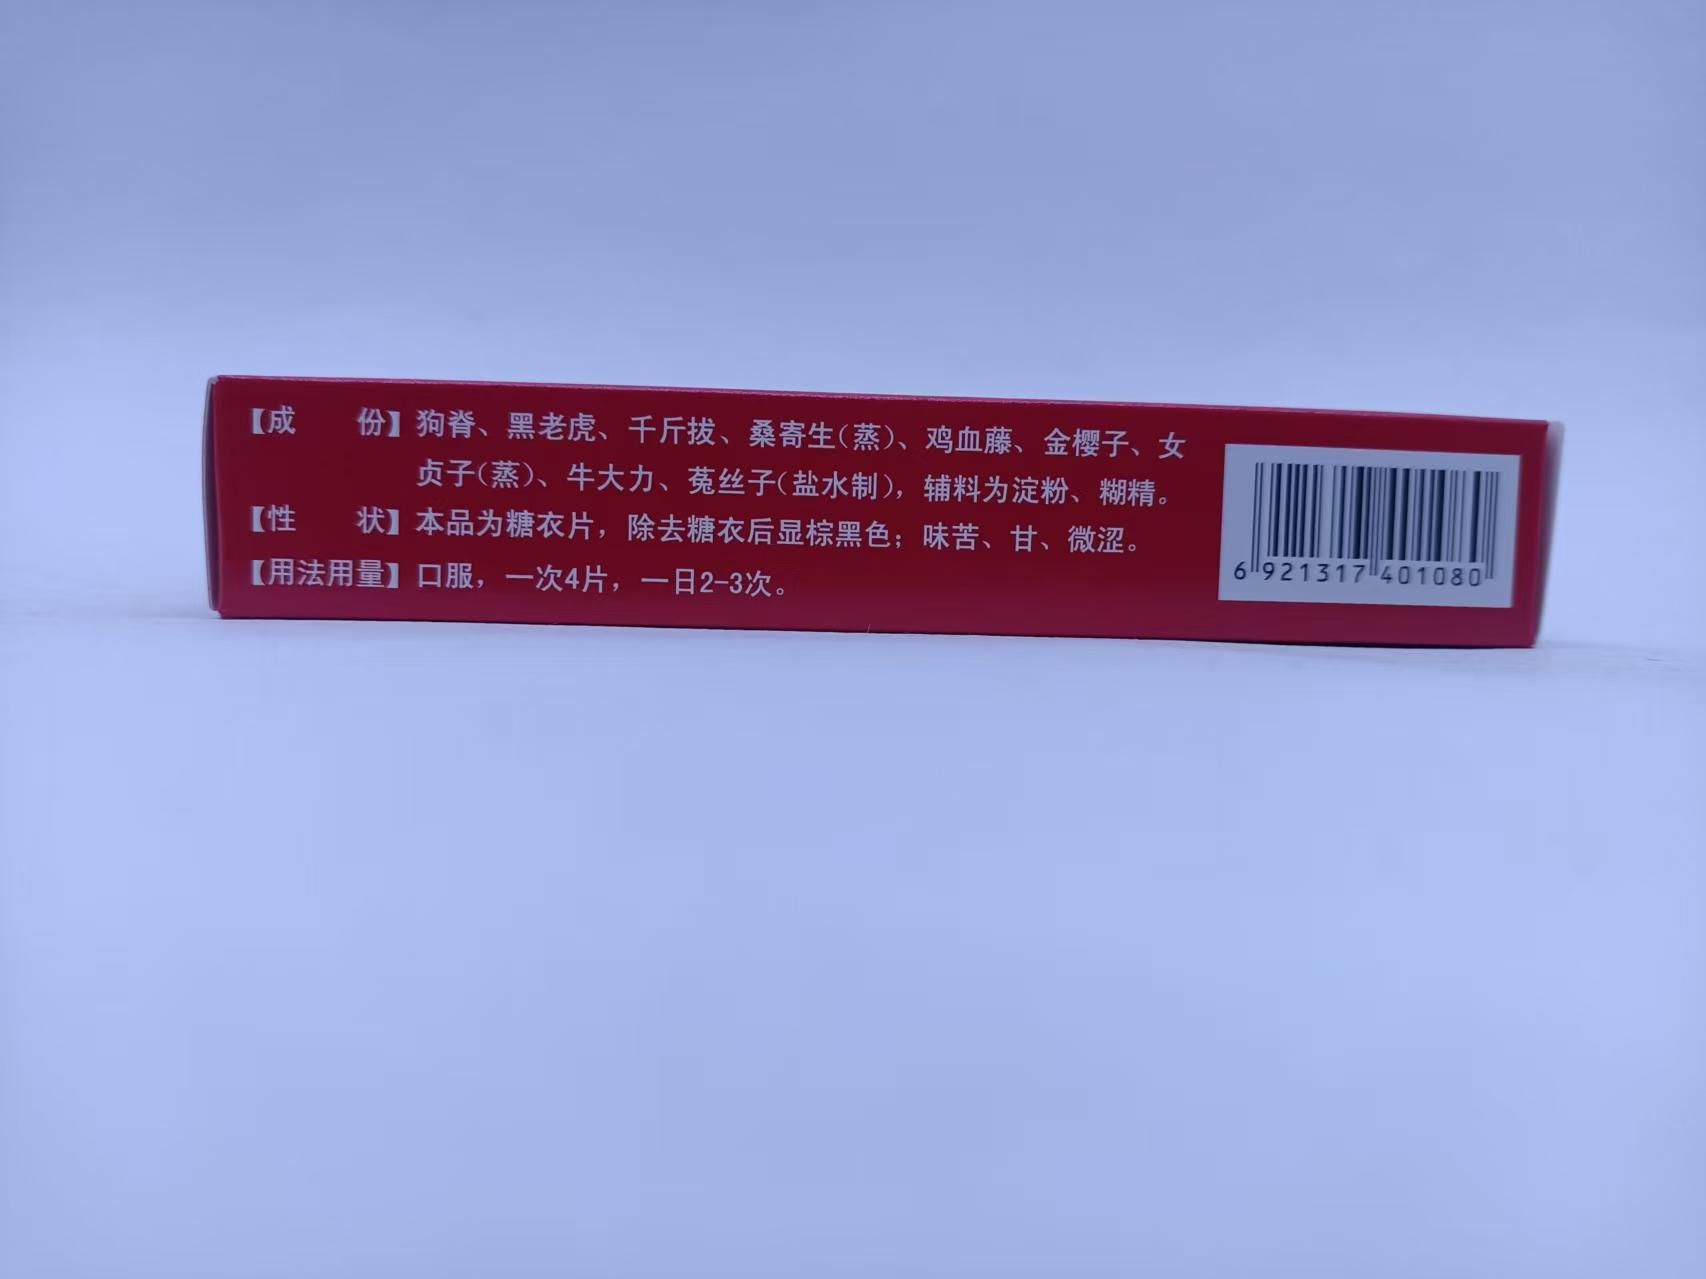 【成 份】狗脊、黑老虎、千斤拔、桑寄生(蒸)、鸡血藤、金樱子、女
贞子(蒸)、牛大力、菟丝子(盐水制)，辅料为淀粉、糊精。
【性 状】本品为糖衣片，除去糖衣后显棕黑色；味苦、甘、微涩。
【用法用量】口服，一次4片，一日2-3次。
6 921317 401080